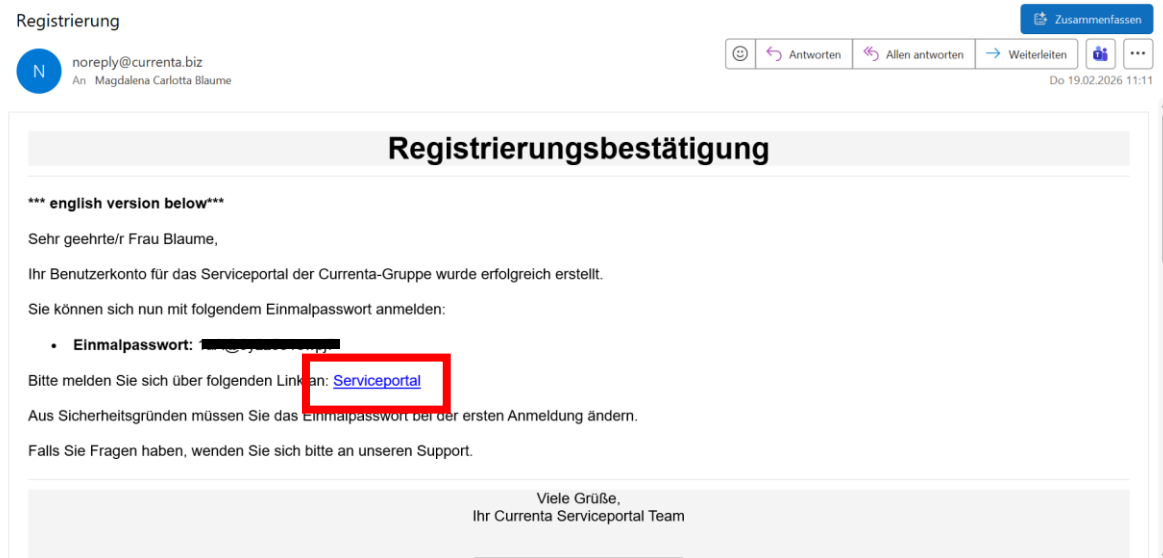 Registrierung
Zusammenfassen
N
noreply@currenta.biz
An Magdalena Carlotta Blaume
Antworten
Allen antworten
Weiterleiten
Do 19.02.2026 11:11
Registrierungsbestätigung
*** english version below***
Sehr geehrte/r Frau Blaume,
Ihr Benutzerkonto für das Serviceportal der Currenta-Gruppe wurde erfolgreich erstellt.
Sie können sich nun mit folgendem Einmalpasswort anmelden:
• Einmalpasswort:
Bitte melden Sie sich über folgenden Link an: Serviceportal
Aus Sicherheitsgründen müssen Sie das Einmalpasswort bei der ersten Anmeldung ändern.
Falls Sie Fragen haben, wenden Sie sich bitte an unseren Support.
Viele Grüße,
Ihr Currenta Serviceportal Team